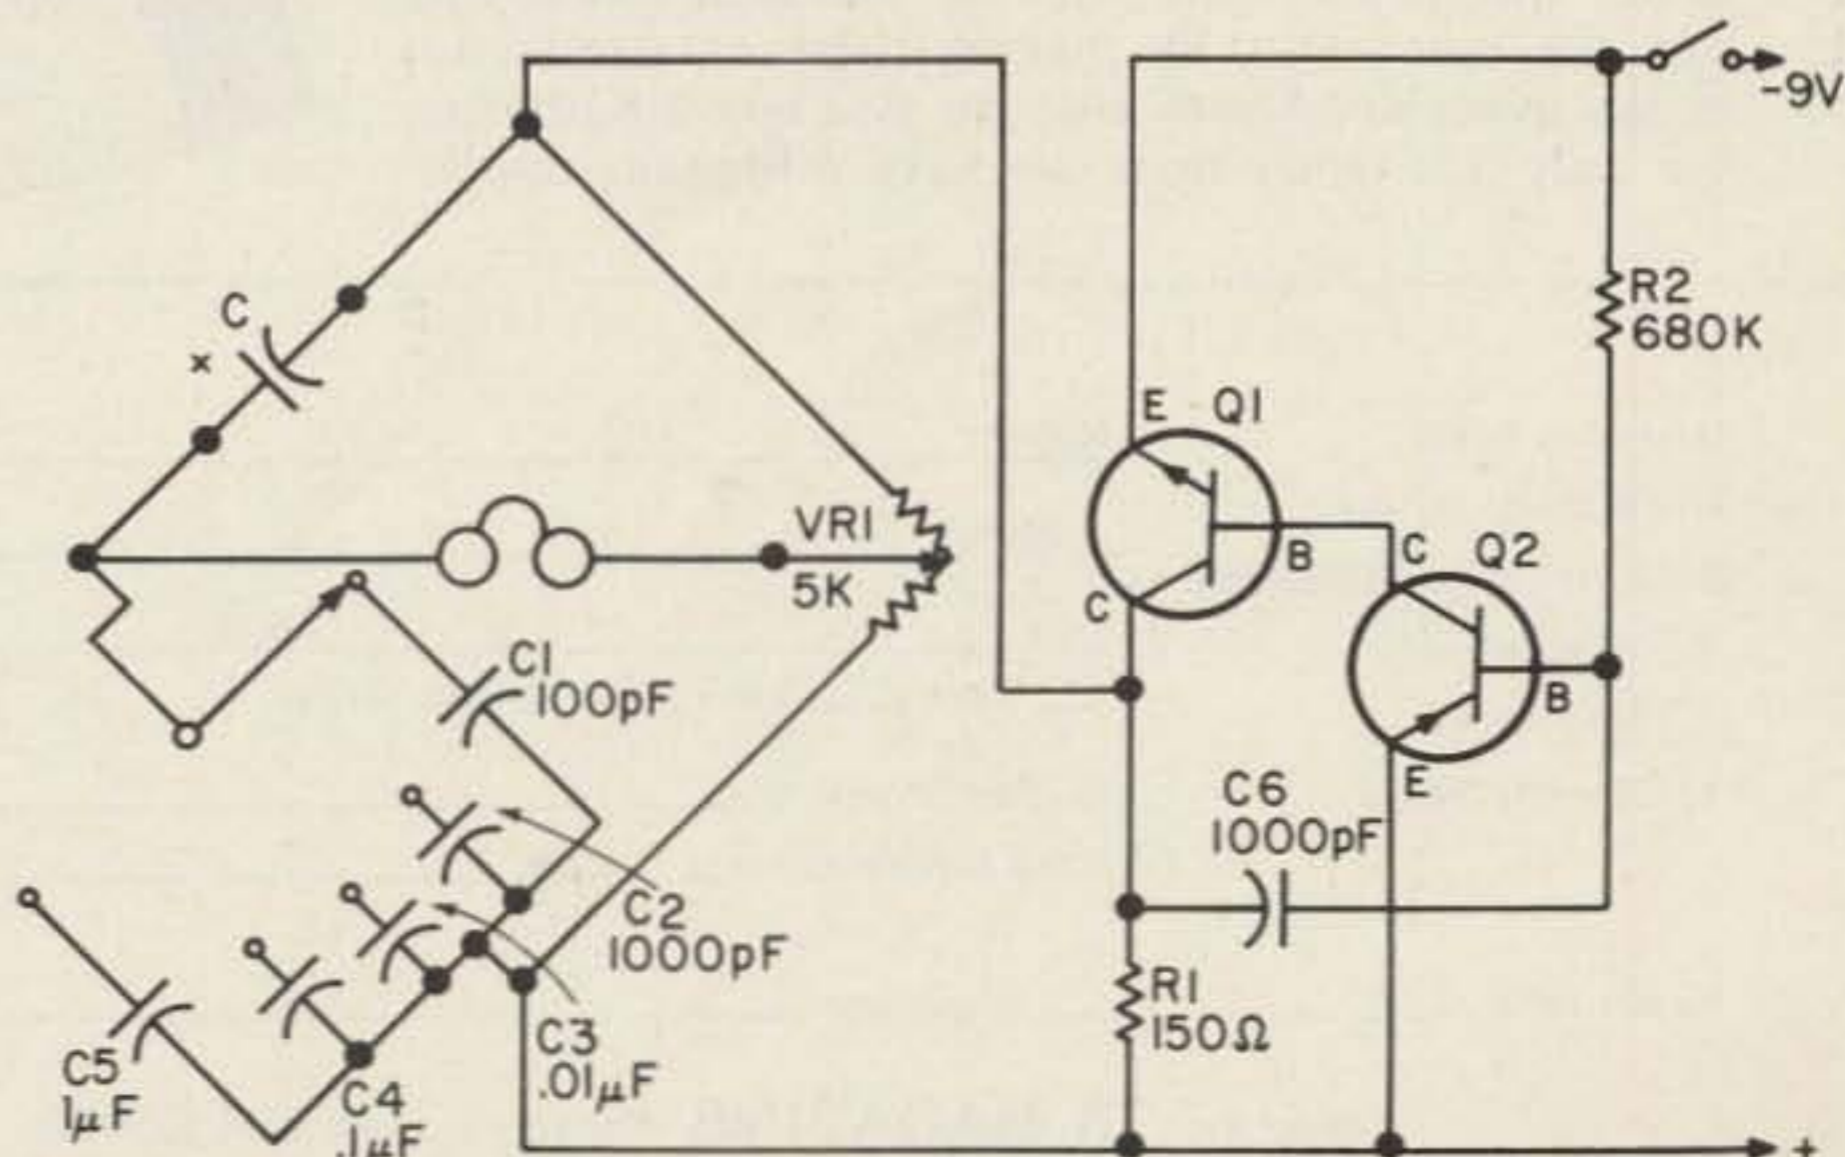 -9V
C
x
R2
680K
E Q1
B
C
C Q2
B
E
VR1
5K
C1
100pF
C6
1000pF
C2
1000pF
R1
150Ω
C3
.01µF
C5
1µF
C4
.1µF
+